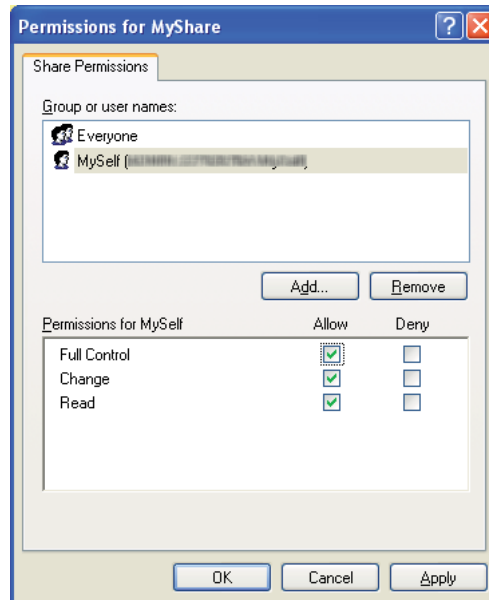 Permissions for MyShare
Share Permissions
Group or user names:
Everyone
MySelf (
Add... Remove
Permissions for MySelf Allow Deny
Full Control
Change
Read
OK Cancel Apply